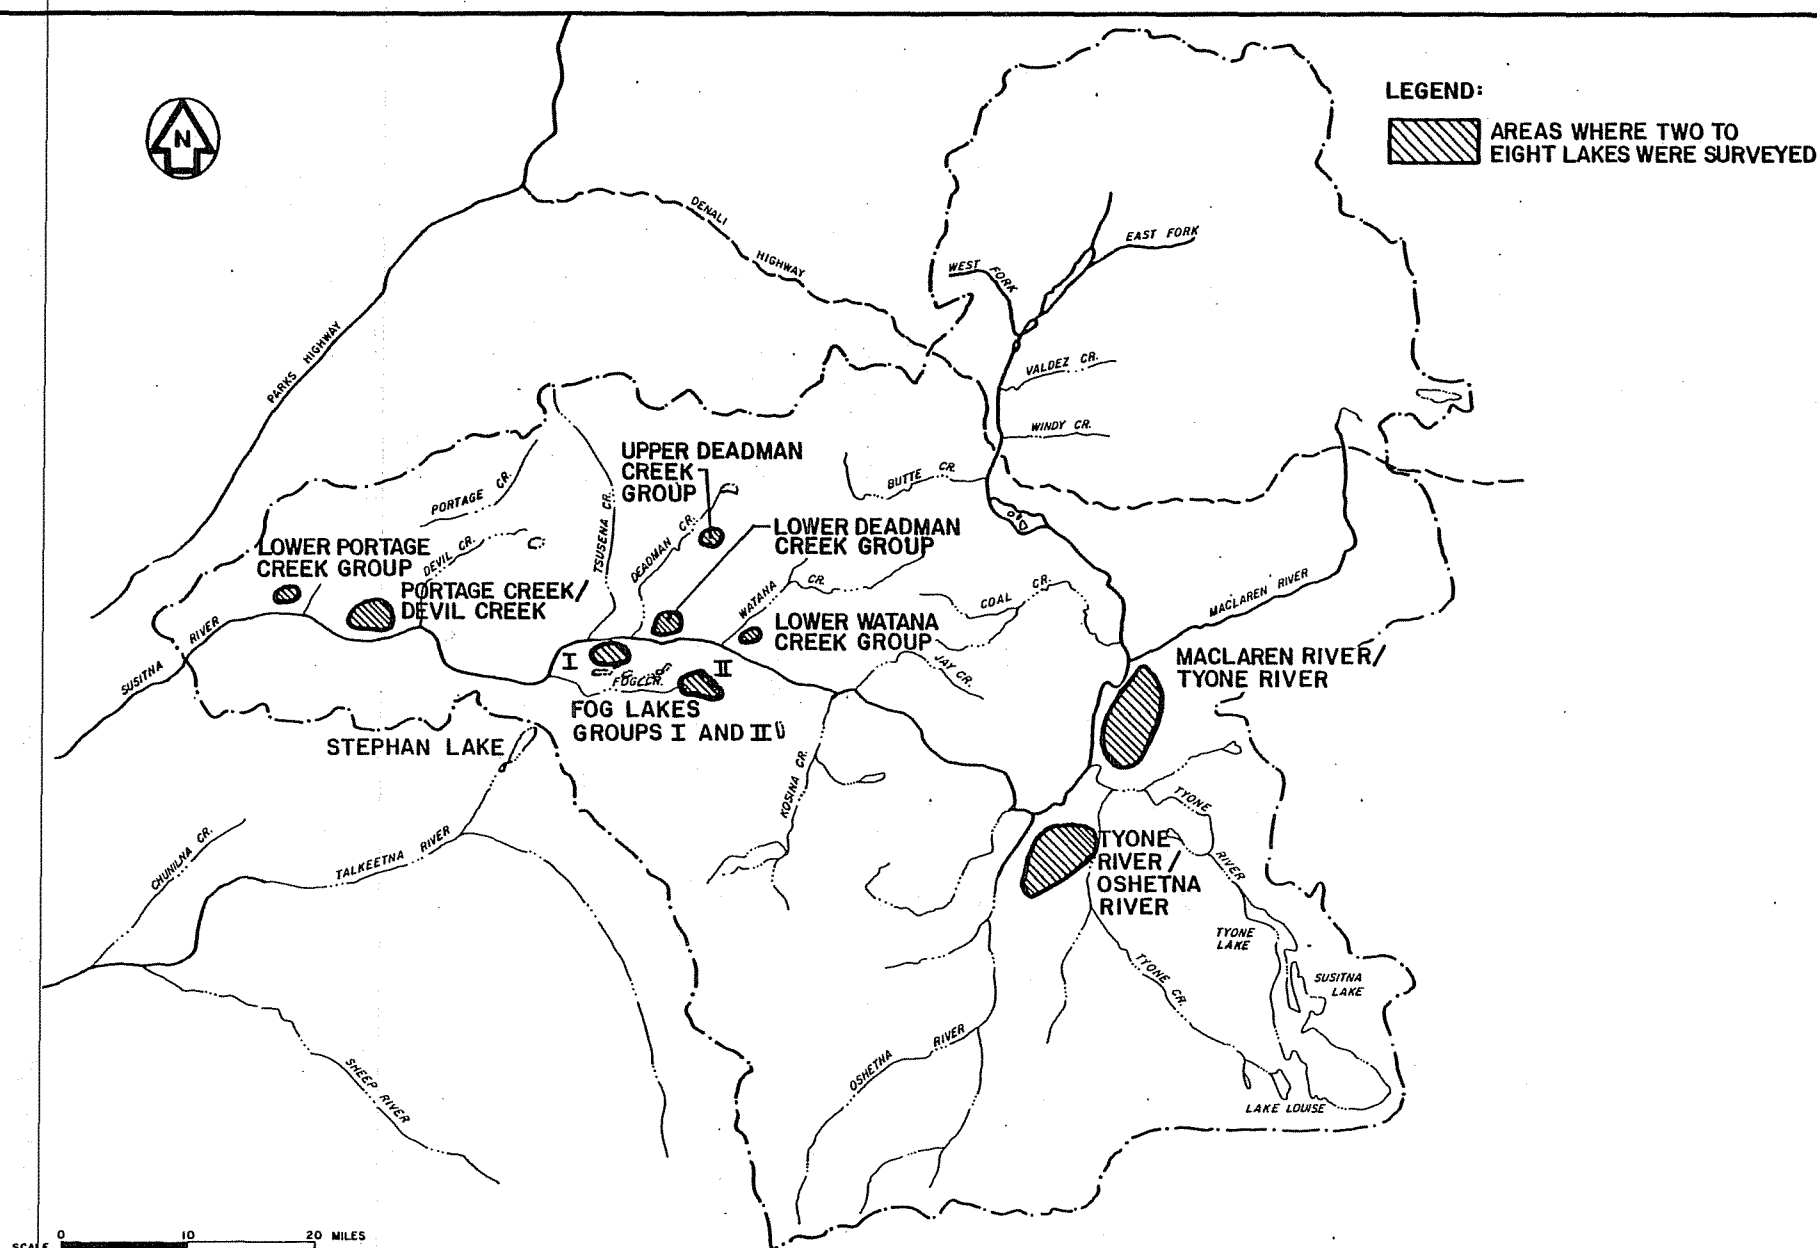 N
LEGEND:
AREAS WHERE TWO TO
EIGHT LAKES WERE SURVEYED
DENALI
HIGHWAY
PARKS HIGHWAY
WEST FORK
EAST FORK
VALDEZ CR.
WINDY CR.
BUTTE CR.
UPPER DEADMAN
CREEK
GROUP
PORTAGE CR.
TSUSENA CR.
DEADMAN CR.
LOWER DEADMAN
CREEK GROUP
LOWER PORTAGE
CREEK GROUP
DEVIL CR.
PORTAGE CREEK/
DEVIL CREEK
WATANA CR.
COAL CR.
MACLAREN RIVER
LOWER WATANA
CREEK GROUP
SUSITNA RIVER
I
II
FOG CR.
JAY CR.
MACLAREN RIVER/
TYONE RIVER
FOG LAKES
GROUPS I AND II
STEPHAN LAKE
KOSINA CR.
TYONE RIVER
TYONE
RIVER/
OSHETNA
RIVER
CHUNILNA CR.
TALKEETNA RIVER
TYONE
LAKE
TYONE CR.
SUSITNA
LAKE
OSHETNA RIVER
SHEEP RIVER
LAKE LOUISE
0 10 20 MILES
SCALE